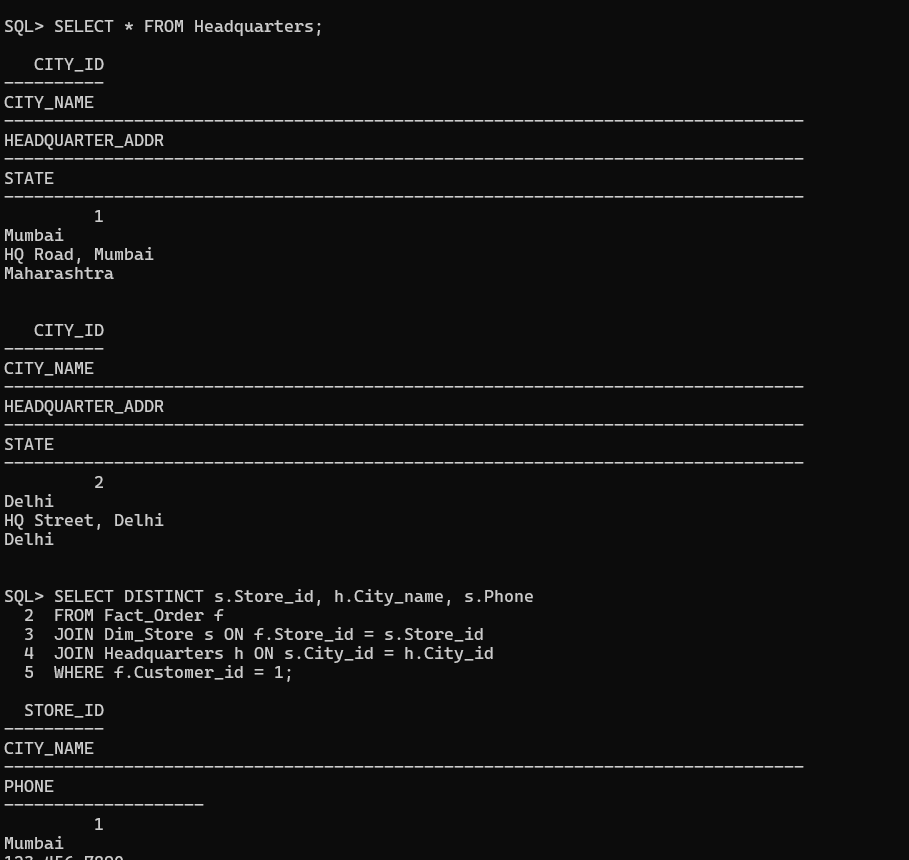 SQL> SELECT * FROM Headquarters;
CITY_ID
----------
CITY_NAME
--------------------------------------------------------------------------------
HEADQUARTER_ADDR
--------------------------------------------------------------------------------
STATE
--------------------------------------------------------------------------------
1
Mumbai
HQ Road, Mumbai
Maharashtra
CITY_ID
----------
CITY_NAME
--------------------------------------------------------------------------------
HEADQUARTER_ADDR
--------------------------------------------------------------------------------
STATE
--------------------------------------------------------------------------------
2
Delhi
HQ Street, Delhi
Delhi
SQL> SELECT DISTINCT s.Store_id, h.City_name, s.Phone
2 FROM Fact_Order f
3 JOIN Dim_Store s ON f.Store_id = s.Store_id
4 JOIN Headquarters h ON s.City_id = h.City_id
5 WHERE f.Customer_id = 1;
STORE_ID
----------
CITY_NAME
--------------------------------------------------------------------------------
PHONE
--------------------
1
Mumbai